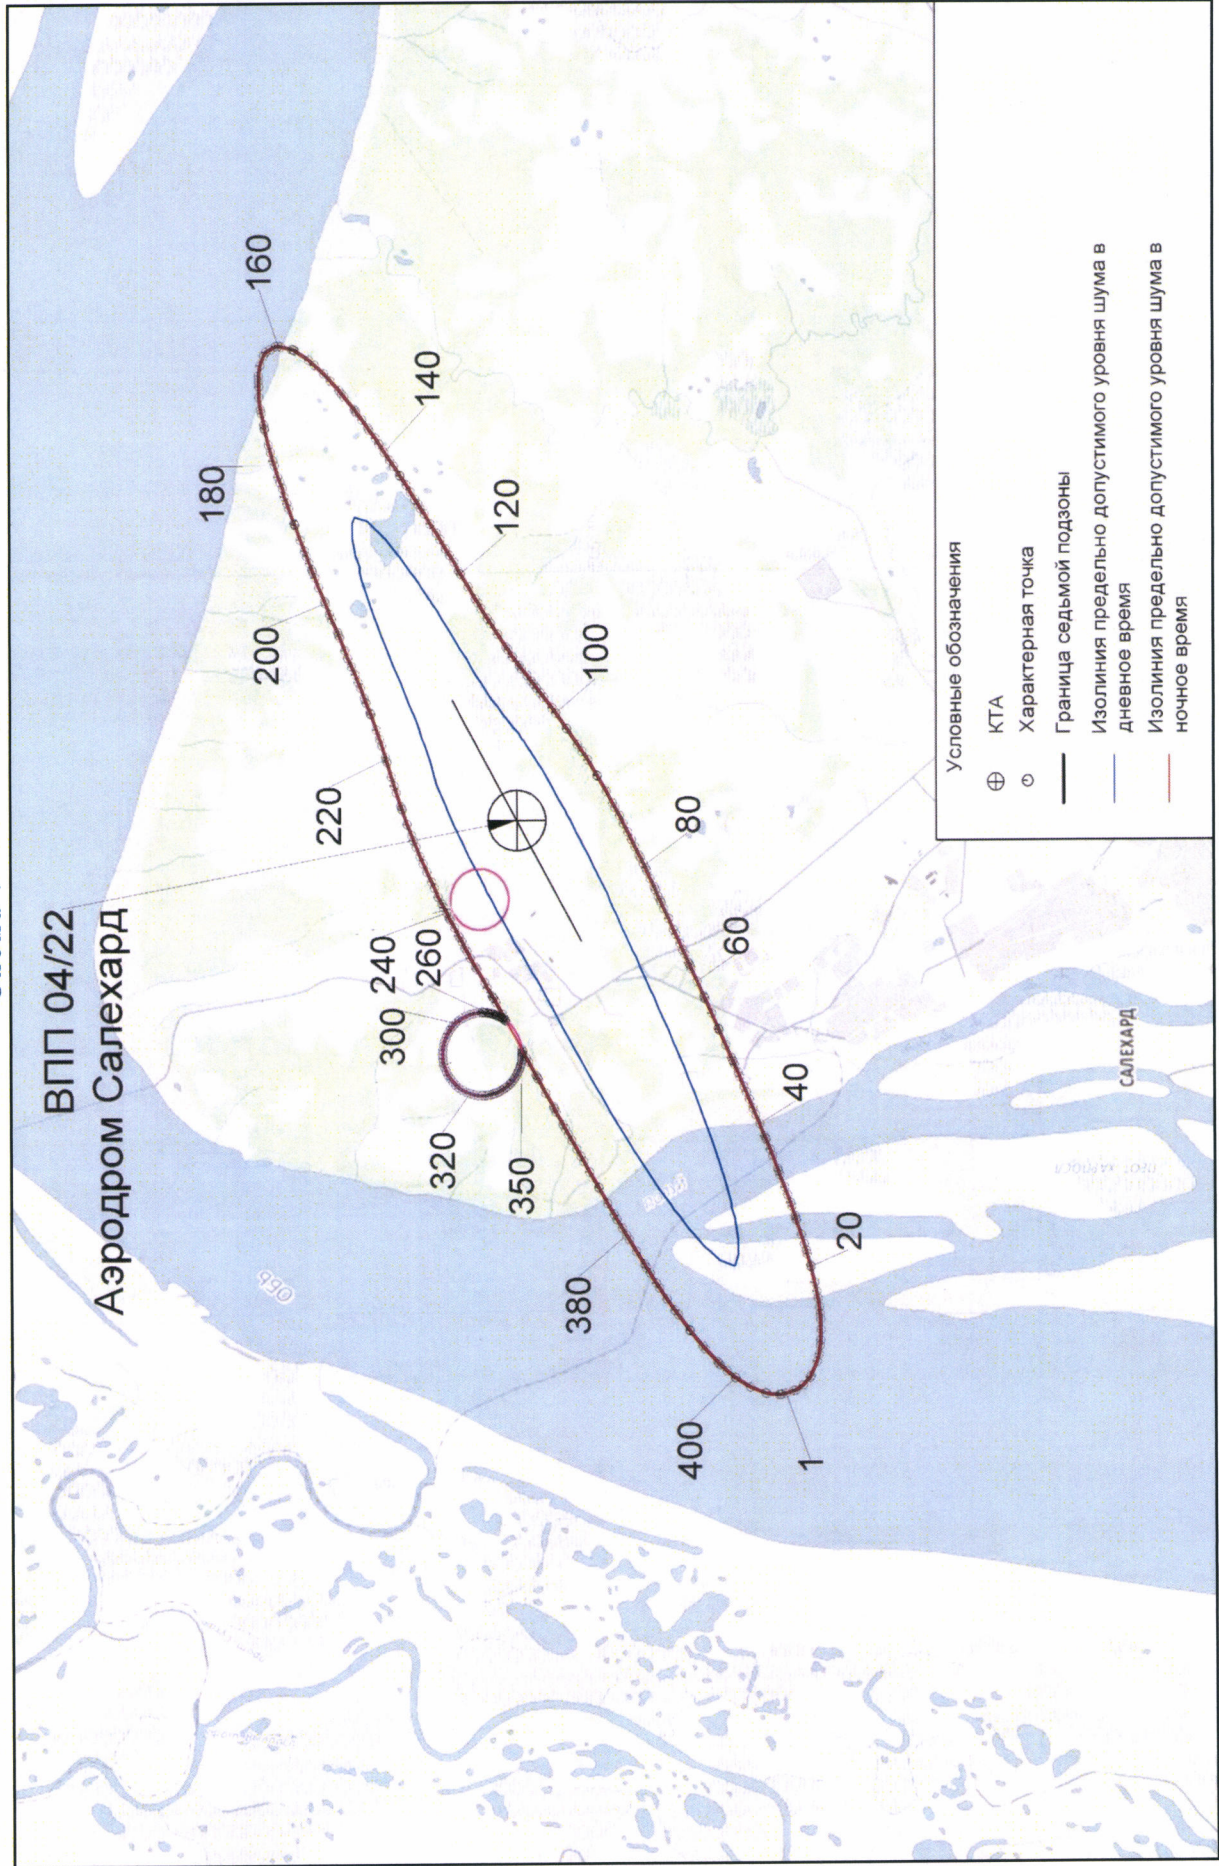 ВПП 04/22
Аэродром Салехард
160
180
140
200
120
220
100
240
260
300
80
320
60
350
40
380
20
400
1
ОБЬ
САЛЕХАРД
Условные обозначения
КТА
Характерная точка
Граница седьмой подзоны
Изолиния предельно допустимого уровня шума в
дневное время
Изолиния предельно допустимого уровня шума в
ночное время